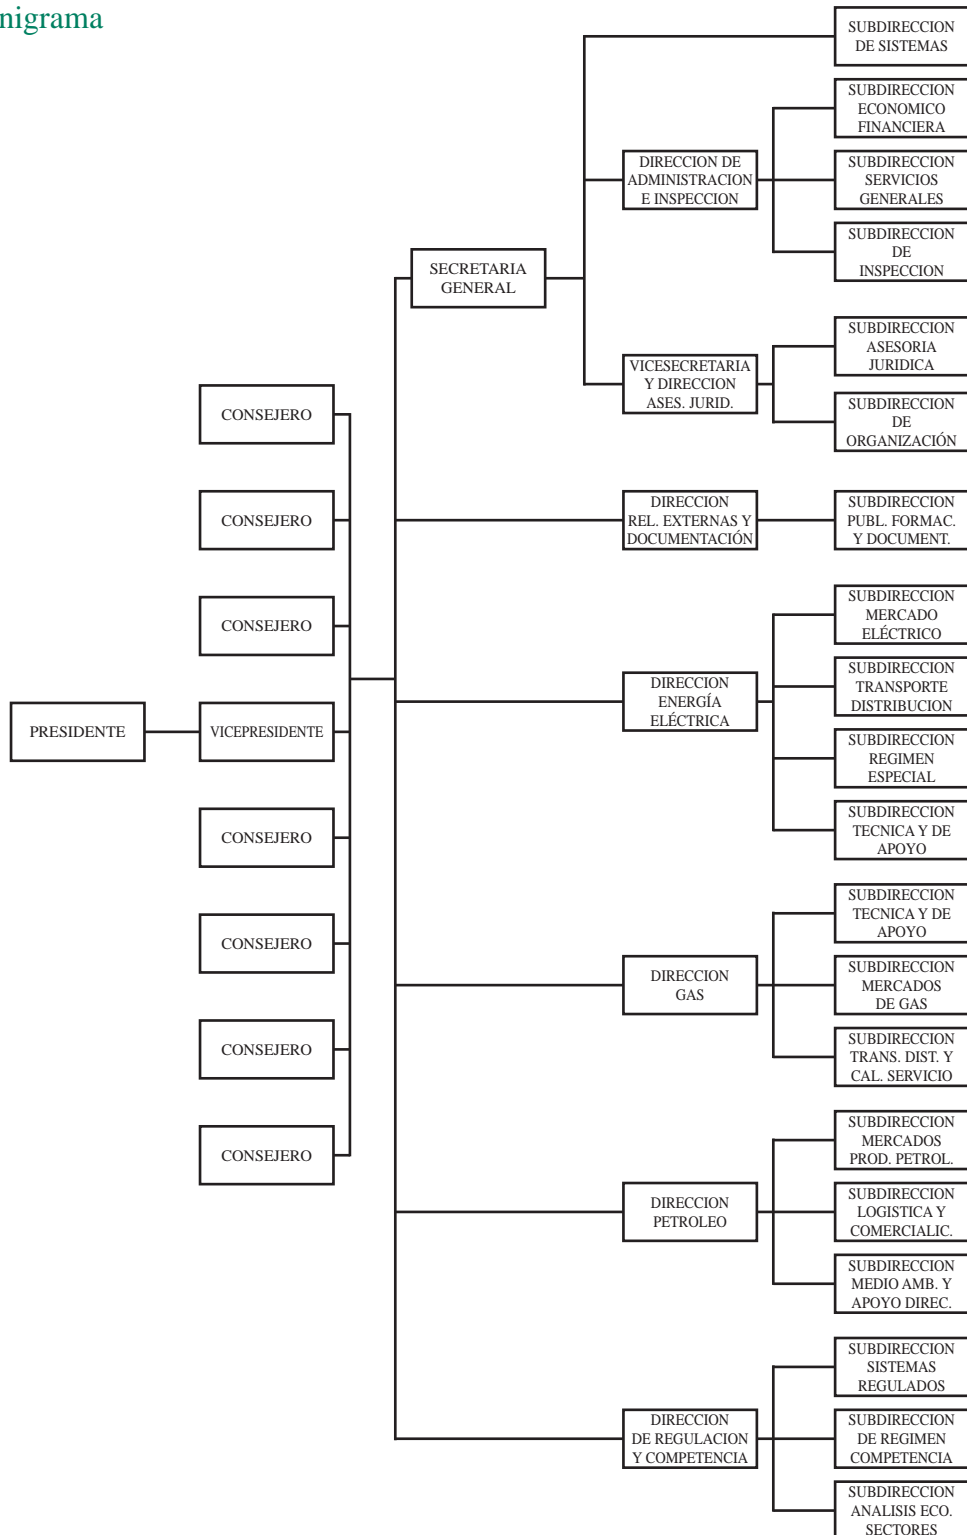 nigrama
SUBDIRECCION
DE SISTEMAS
SUBDIRECCION
ECONOMICO
FINANCIERA
DIRECCION DE
ADMINISTRACION
E INSPECCION
SUBDIRECCION
SERVICIOS
GENERALES
SUBDIRECCION
DE
INSPECCION
SECRETARIA
GENERAL
SUBDIRECCION
ASESORIA
JURIDICA
VICESECRETARIA
Y DIRECCION
ASES. JURID.
SUBDIRECCION
DE
ORGANIZACIÓN
CONSEJERO
CONSEJERO
CONSEJERO
PRESIDENTE
VICEPRESIDENTE
CONSEJERO
CONSEJERO
CONSEJERO
CONSEJERO
DIRECCION
REL. EXTERNAS Y
DOCUMENTACIÓN
SUBDIRECCION
PUBL. FORMAC.
Y DOCUMENT.
DIRECCION
ENERGÍA
ELÉCTRICA
SUBDIRECCION
MERCADO
ELÉCTRICO
SUBDIRECCION
TRANSPORTE
DISTRIBUCION
SUBDIRECCION
REGIMEN
ESPECIAL
SUBDIRECCION
TECNICA Y DE
APOYO
DIRECCION
GAS
SUBDIRECCION
TECNICA Y DE
APOYO
SUBDIRECCION
MERCADOS
DE GAS
SUBDIRECCION
TRANS. DIST. Y
CAL. SERVICIO
DIRECCION
PETROLEO
SUBDIRECCION
MERCADOS
PROD. PETROL.
SUBDIRECCION
LOGISTICA Y
COMERCIALIC.
SUBDIRECCION
MEDIO AMB. Y
APOYO DIREC.
DIRECCION
DE REGULACION
Y COMPETENCIA
SUBDIRECCION
SISTEMAS
REGULADOS
SUBDIRECCION
DE REGIMEN
COMPETENCIA
SUBDIRECCION
ANALISIS ECO.
SECTORES